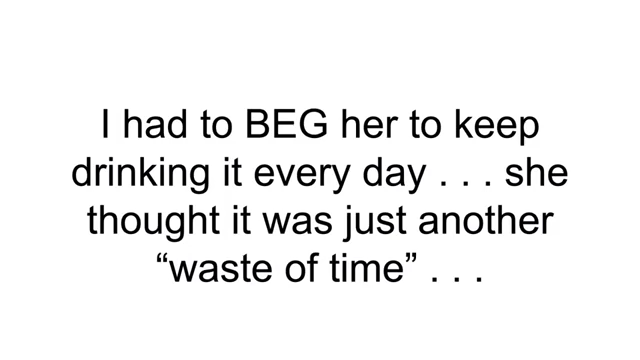 I had to BEG her to keep
drinking it every day . . . she
thought it was just another
“waste of time” . . .